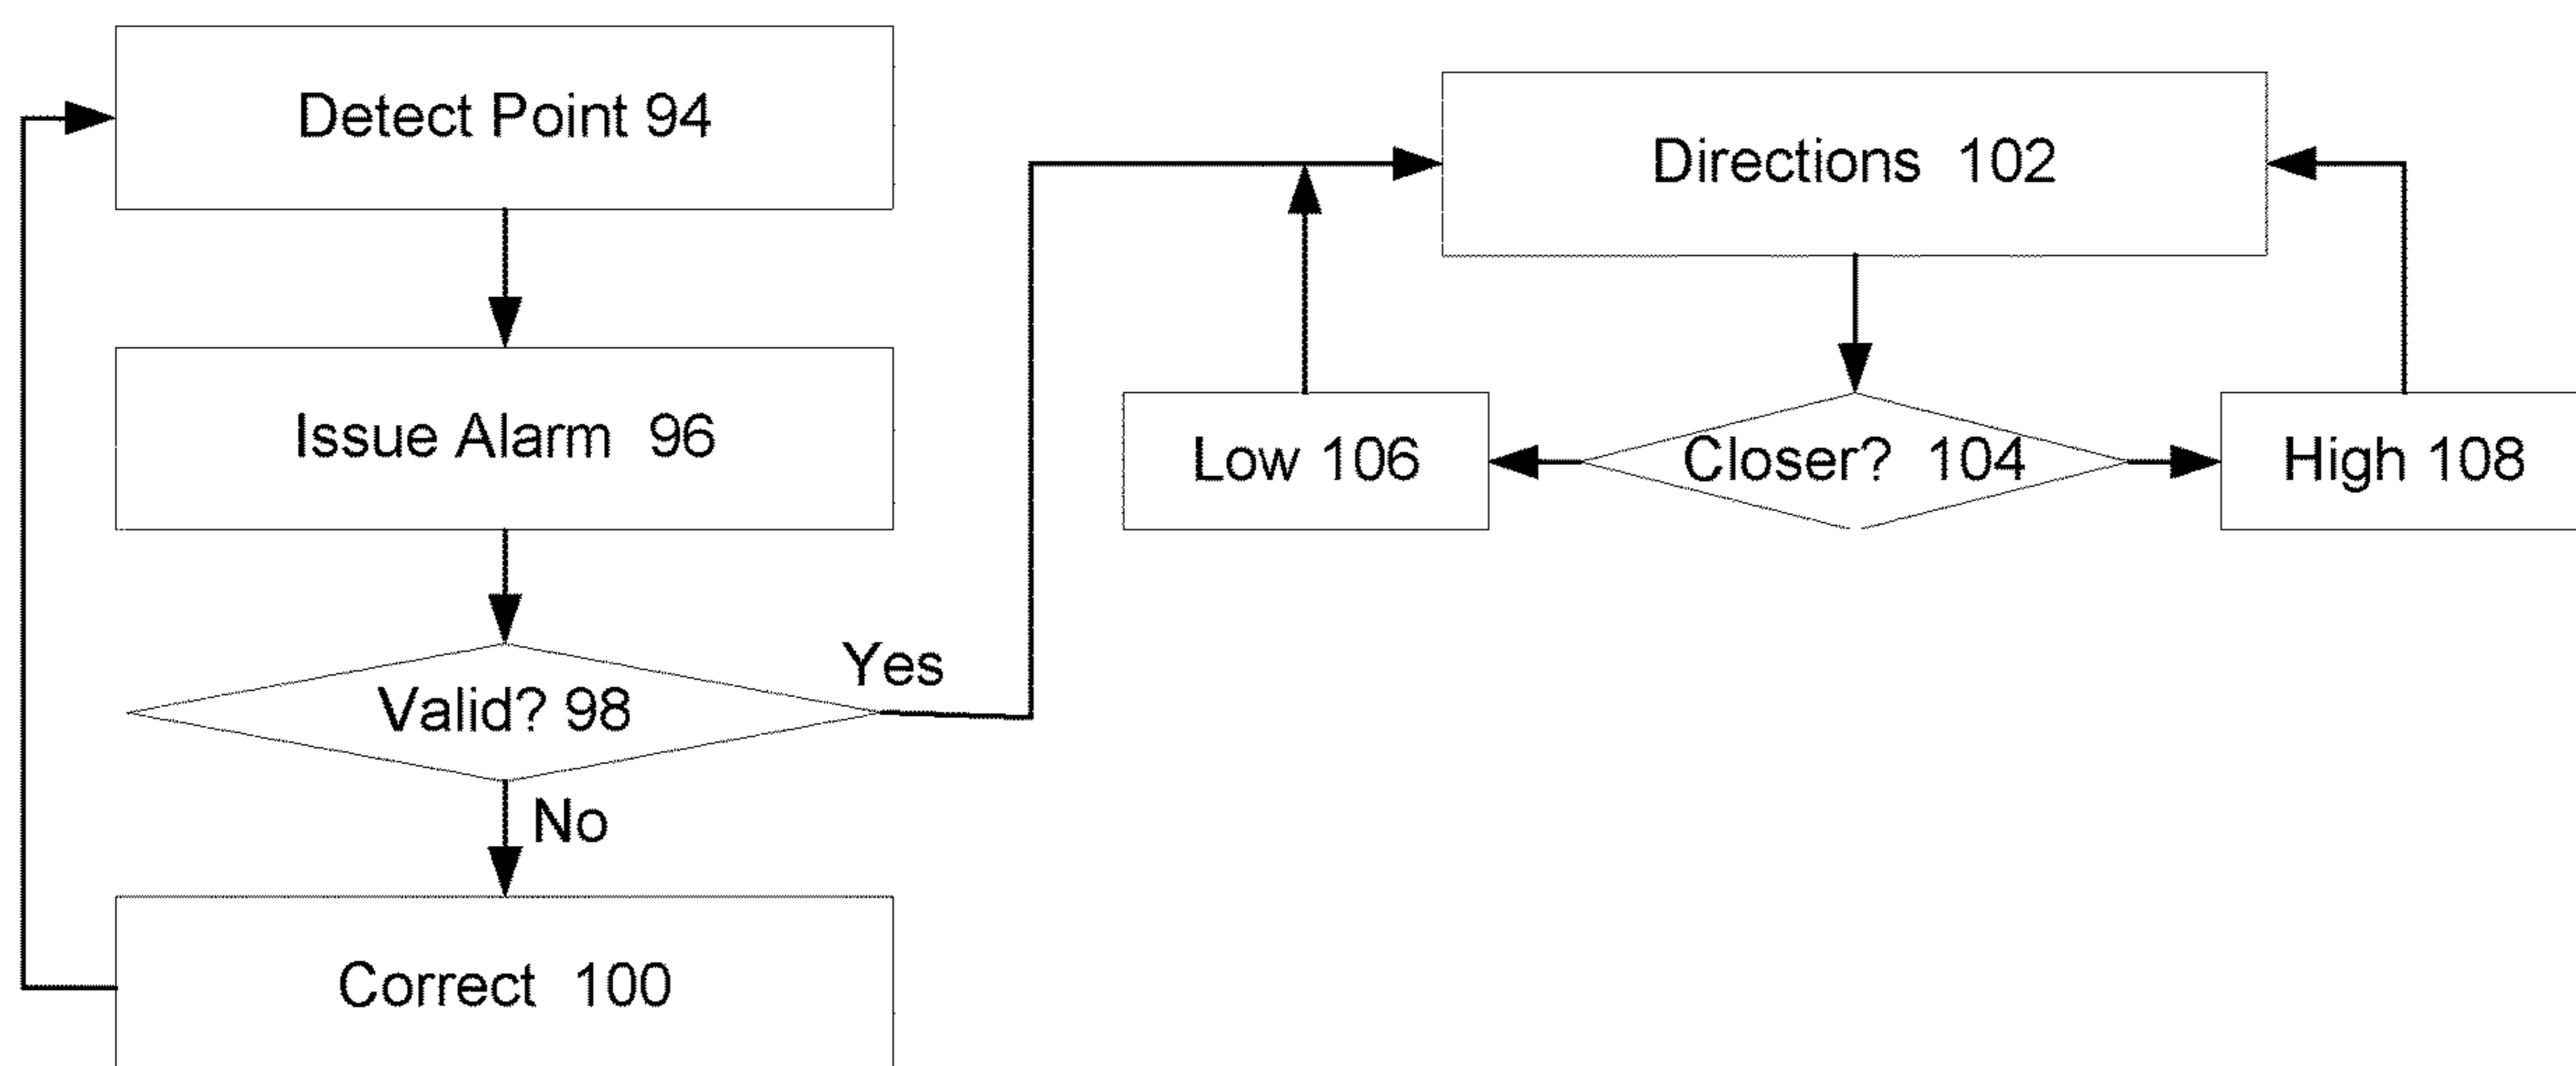 Detect Point 94
Issue Alarm 96
Valid? 98
Yes
No
Correct 100
Directions 102
Closer? 104
Low 106
High 108